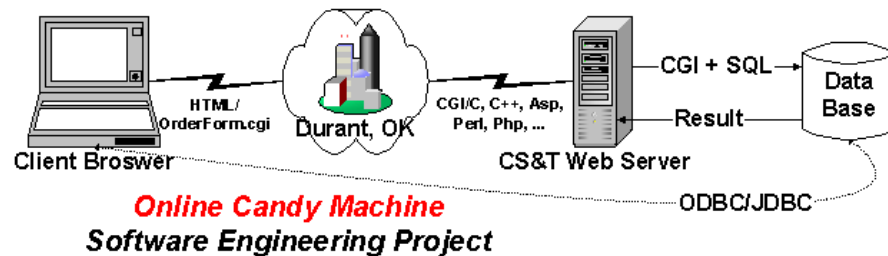 HTML/
OrderForm.cgi
Client Broswer
Durant, OK
CGI/C, C++, Asp,
Perl, Php, ...
CS&T Web Server
CGI + SQL
Result
Data
Base
ODBC/JDBC
Online Candy Machine
Software Engineering Project